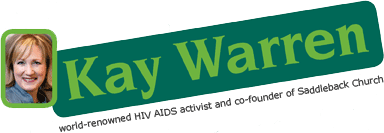 Kay Warren
world-renowned HIV AIDS activist and co-founder of Saddleback Church